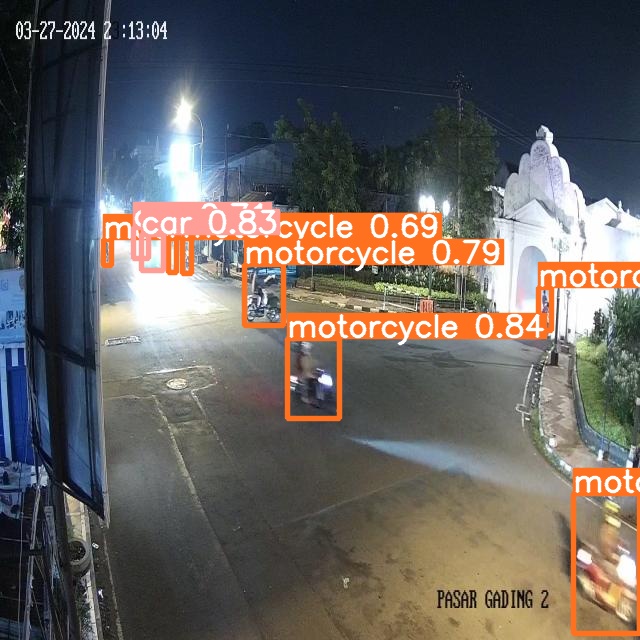 03-27-2024 2 :13:04
car 0.83
cycle 0.69
motorcycle 0.79
motorc
motorcycle 0.84
moto
PASAR GADING 2